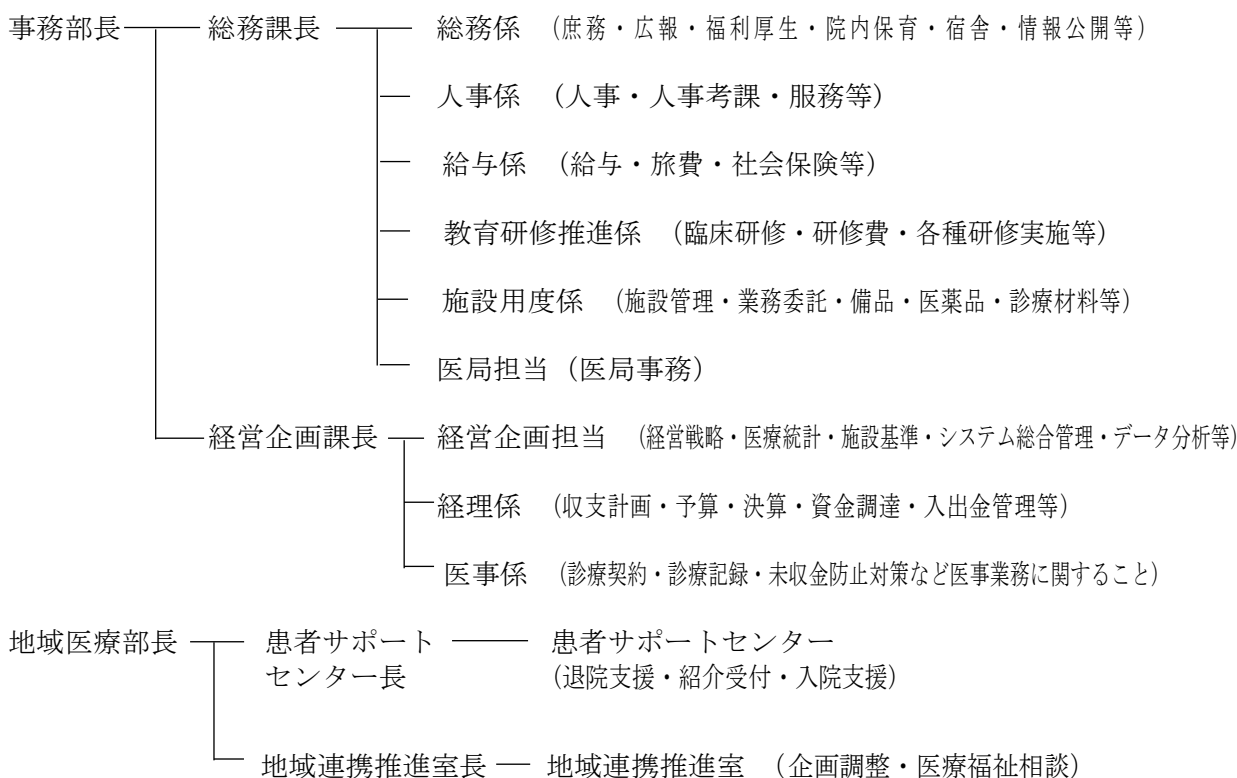 事務部長 総務課長 総務係 （庶務・広報・福利厚生・院内保育・宿舎・情報公開等）
人事係 （人事・人事考課・服務等）
給与係 （給与・旅費・社会保険等）
教育研修推進係 （臨床研修・研修費・各種研修実施等）
施設用度係 （施設管理・業務委託・備品・医薬品・診療材料等）
医局担当（医局事務）
経営企画課長 経営企画担当 （経営戦略・医療統計・施設基準・システム総合管理・データ分析等）
経理係 （収支計画・予算・決算・資金調達・入出金管理等）
医事係 （診療契約・診療記録・未収金防止対策など医事業務に関すること）
地域医療部長 患者サポート 患者サポートセンター
センター長 （退院支援・紹介受付・入院支援）
地域連携推進室長 地域連携推進室 （企画調整・医療福祉相談）